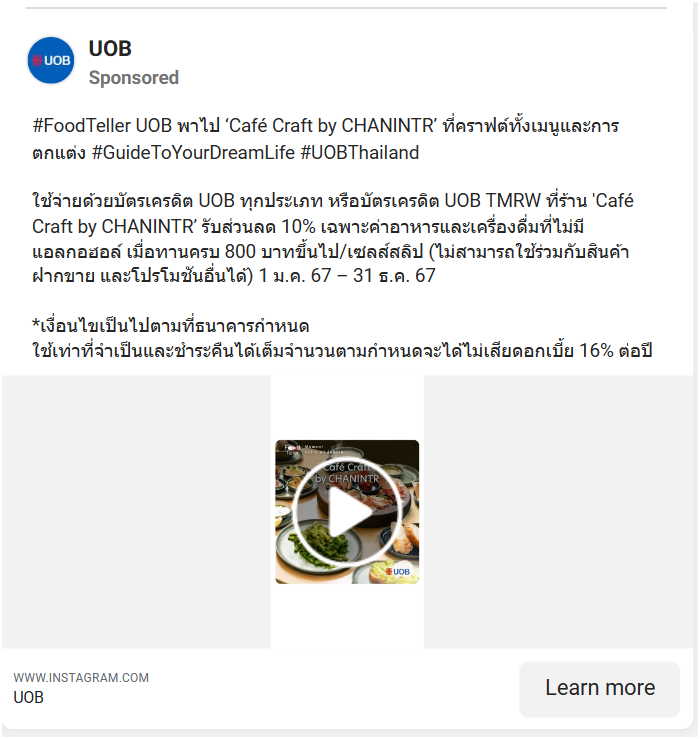 UOB
UOB
Sponsored
#FoodTeller UOB พาไป ‘Café Craft by CHANINTR’ ที่คราฟต์ทั้งเมนูและการ
ตกแต่ง #GuideToYourDreamLife #UOBThailand
ใช้จ่ายด้วยบัตรเครดิต UOB ทุกประเภท หรือบัตรเครดิต UOB TMRW ที่ร้าน 'Café
Craft by CHANINTR’ รับส่วนลด 10% เฉพาะค่าอาหารและเครื่องดื่มที่ไม่มี
แอลกอฮอล์ เมื่อทานครบ 800 บาทขึ้นไป/เซลส์สลิป (ไม่สามารถใช้ร่วมกับสินค้า
ฝากขาย และโปรโมชันอื่นได้) 1 ม.ค. 67 – 31 ธ.ค. 67
*เงื่อนไขเป็นไปตามที่ธนาคารกำหนด
ใช้เท่าที่จำเป็นและชำระคืนได้เต็มจำนวนตามกำหนดจะได้ไม่เสียดอกเบี้ย 16% ต่อปี
Café Craft
by CHANINTR
UOB
WWW.INSTAGRAM.COM
UOB
Learn more